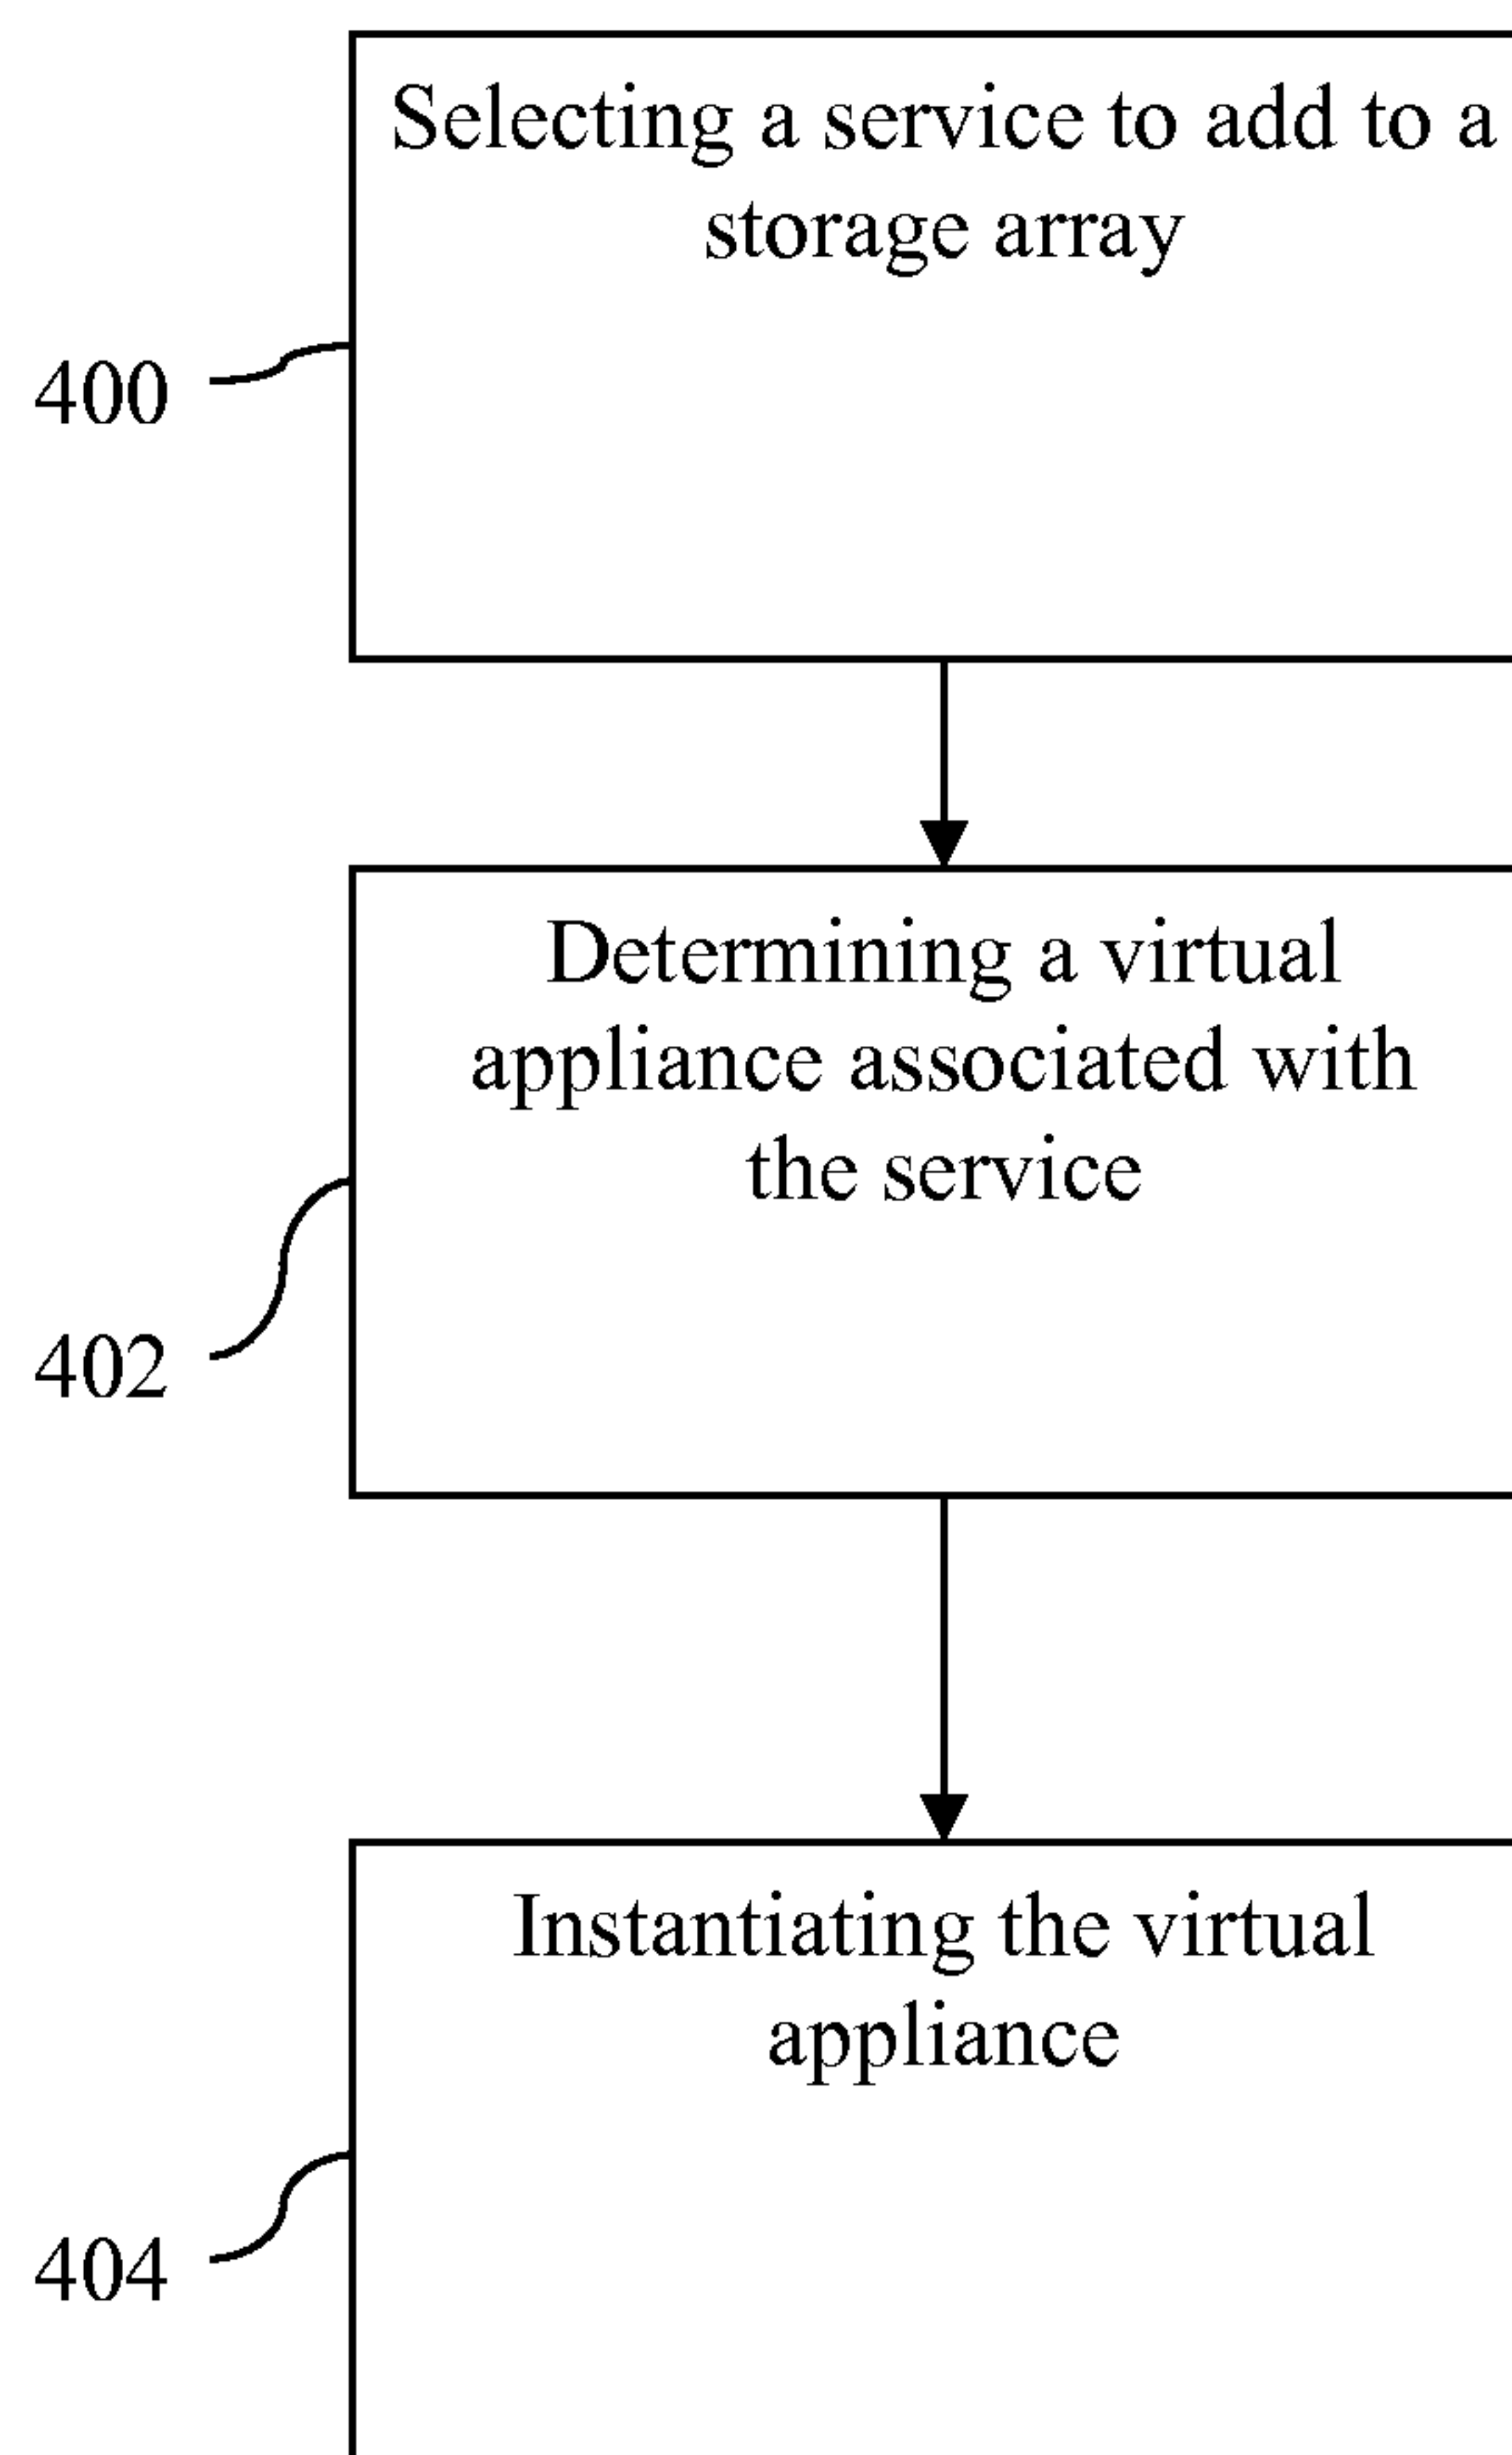 Selecting a service to add to a
storage array
400
Determining a virtual
appliance associated with
the service
402
Instantiating the virtual
appliance
404